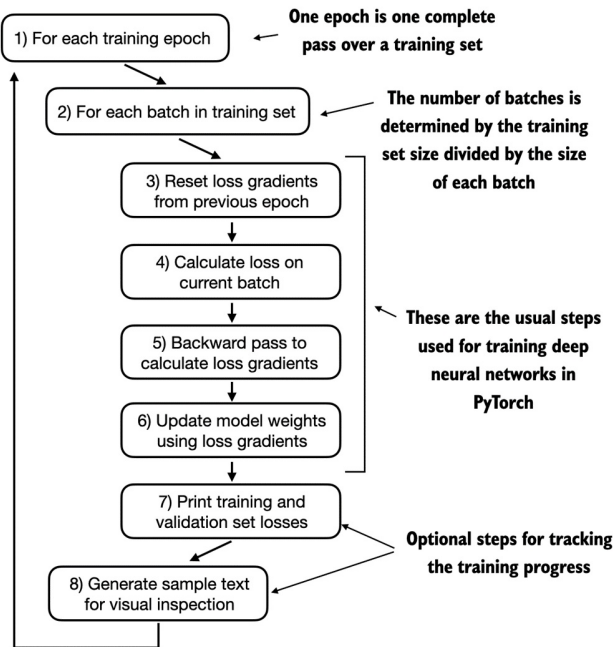 1) For each training epoch
One epoch is one complete
pass over a training set
2) For each batch in training set
The number of batches is
determined by the training
set size divided by the size
of each batch
3) Reset loss gradients
from previous epoch
4) Calculate loss on
current batch
5) Backward pass to
calculate loss gradients
6) Update model weights
using loss gradients
These are the usual steps
used for training deep
neural networks in
PyTorch
7) Print training and
validation set losses
8) Generate sample text
for visual inspection
Optional steps for tracking
the training progress